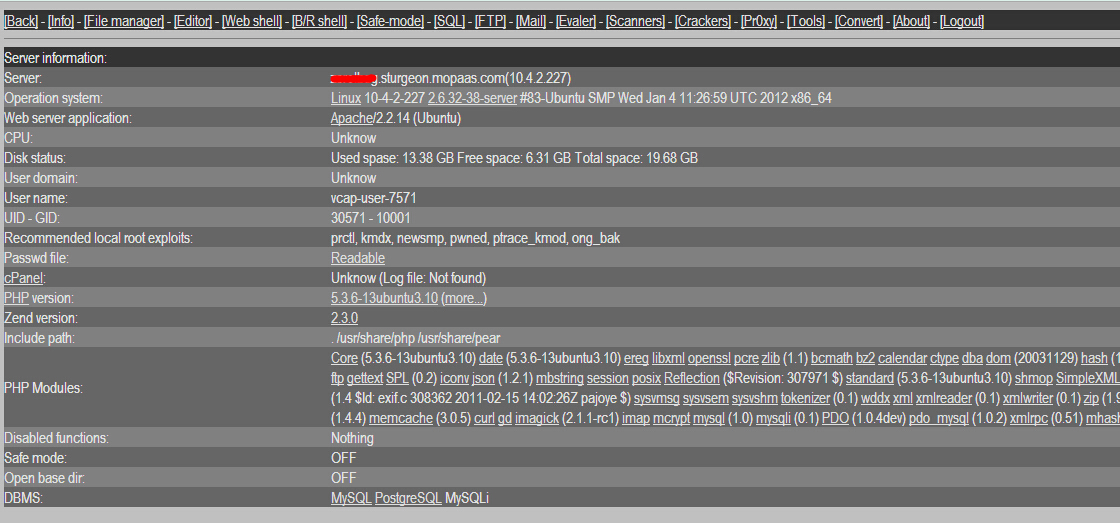 [Back] - [Info] - [File manager] - [Editor] - [Web shell] - [B/R shell] - [Safe-mode] - [SQL] - [FTP] - [Mail] - [Evaler] - [Scanners] - [Crackers] - [Pr0xy] - [Tools] - [Convert] - [About] - [Logout]
Server information:
Server: .sturgeon.mopaas.com(10.4.2.227)
Operation system: Linux 10-4-2-227 2.6.32-38-server #83-Ubuntu SMP Wed Jan 4 11:26:59 UTC 2012 x86_64
Web server application: Apache/2.2.14 (Ubuntu)
CPU: Unknow
Disk status: Used spase: 13.38 GB Free space: 6.31 GB Total space: 19.68 GB
User domain: Unknow
User name: vcap-user-7571
UID - GID: 30571 - 10001
Recommended local root exploits: prctl, kmdx, newsmp, pwned, ptrace_kmod, ong_bak
Passwd file: Readable
cPanel: Unknow (Log file: Not found)
PHP version: 5.3.6-13ubuntu3.10 (more...)
Zend version: 2.3.0
Include path: . /usr/share/php /usr/share/pear
PHP Modules: Core (5.3.6-13ubuntu3.10) date (5.3.6-13ubuntu3.10) ereg libxml openssl pcre zlib (1.1) bcmath bz2 calendar ctype dba dom (20031129) hash (1
ftp gettext SPL (0.2) iconv json (1.2.1) mbstring session posix Reflection ($Revision: 307971 $) standard (5.3.6-13ubuntu3.10) shmop SimpleXML
(1.4 $Id: exif.c 308362 2011-02-15 14:02:26Z pajoye $) sysvmsg sysvsem sysvshm tokenizer (0.1) wddx xml xmlreader (0.1) xmlwriter (0.1) zip (1.9
(1.4.4) memcache (3.0.5) curl gd imagick (2.1.1-rc1) imap mcrypt mysql (1.0) mysqli (0.1) PDO (1.0.4dev) pdo_mysql (1.0.2) xmlrpc (0.51) mhash
Disabled functions: Nothing
Safe mode: OFF
Open base dir: OFF
DBMS: MySQL PostgreSQL MySQLi